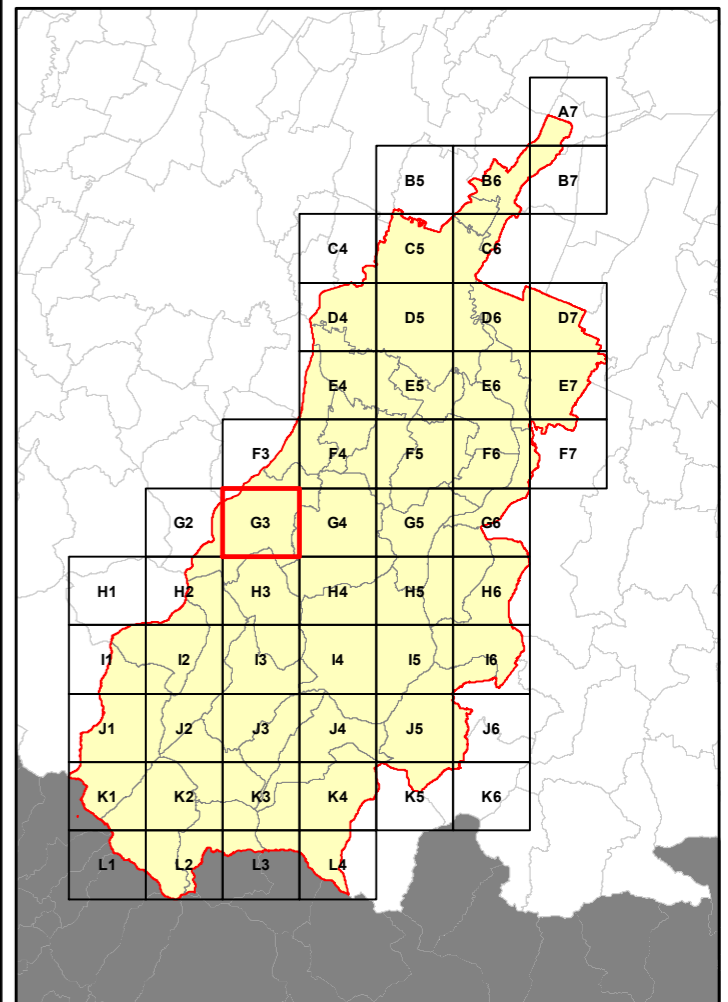 A7
B5 B6 B7
C4 C5 C6
D4 D5 D6 D7
E4 E5 E6 E7
F3 F4 F5 F6 F7
G2 G3 G4 G5 G6
H1 H2 H3 H4 H5 H6
I1 I2 I3 I4 I5 I6
J1 J2 J3 J4 J5 J6
K1 K2 K3 K4 K5 K6
L1 L2 L3 L4